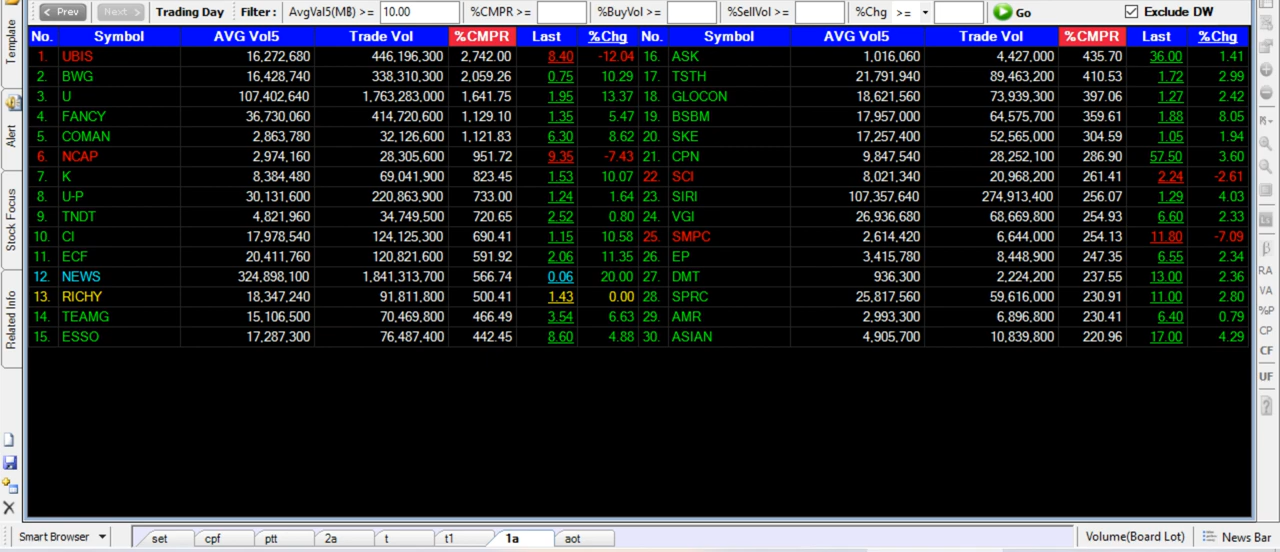 < Prev Next > Trading Day Filter : AvgVal5(MB) >= 10.00 %CMPR >= %BuyVol >= %SellVol >= %Chg >= Go Exclude DW
No. Symbol AVG Vol5 Trade Vol %CMPR Last %Chg No. Symbol AVG Vol5 Trade Vol %CMPR Last %Chg
1. UBIS 16,272,680 446,196,300 2,742.00 8.40 -12.04 16. ASK 1,016,060 4,427,000 435.70 36.00 1.41
2. BWG 16,428,740 338,310,300 2,059.26 0.75 10.29 17. TSTH 21,791,940 89,463,200 410.53 1.72 2.99
3. U 107,402,640 1,763,283,000 1,641.75 1.95 13.37 18. GLOCON 18,621,560 73,939,300 397.06 1.27 2.42
4. FANCY 36,730,060 414,720,600 1,129.10 1.35 5.47 19. BSBM 17,957,000 64,575,700 359.61 1.88 8.05
5. COMAN 2,863,780 32,126,600 1,121.83 6.30 8.62 20. SKE 17,257,400 52,565,000 304.59 1.05 1.94
6. NCAP 2,974,160 28,305,600 951.72 9.35 -7.43 21. CPN 9,847,540 28,252,100 286.90 57.50 3.60
7. K 8,384,480 69,041,900 823.45 1.53 10.07 22. SCI 8,021,340 20,968,200 261.41 2.24 -2.61
8. U-P 30,131,600 220,863,900 733.00 1.24 1.64 23. SIRI 107,357,640 274,913,400 256.07 1.29 4.03
9. TNDT 4,821,960 34,749,500 720.65 2.52 0.80 24. VGI 26,936,680 68,669,800 254.93 6.60 2.33
10. CI 17,978,540 124,125,300 690.41 1.15 10.58 25. SMPC 2,614,420 6,644,000 254.13 11.80 -7.09
11. ECF 20,411,760 120,821,600 591.92 2.06 11.35 26. EP 3,415,780 8,448,900 247.35 6.55 2.34
12. NEWS 324,898,100 1,841,313,700 566.74 0.06 20.00 27. DMT 936,300 2,224,200 237.55 13.00 2.36
13. RICHY 18,347,240 91,811,800 500.41 1.43 0.00 28. SPRC 25,817,560 59,616,000 230.91 11.00 2.80
14. TEAMG 15,106,500 70,469,800 466.49 3.54 6.63 29. AMR 2,993,300 6,896,800 230.41 6.40 0.79
15. ESSO 17,287,300 76,487,400 442.45 8.60 4.88 30. ASIAN 4,905,700 10,839,800 220.96 17.00 4.29
Template
Alert
Stock Focus
Related Info
Ls
β
RA
VA
%P
CP
CF
UF
Smart Browser set cpf ptt 2a t t1 1a aot Volume(Board Lot) News Bar